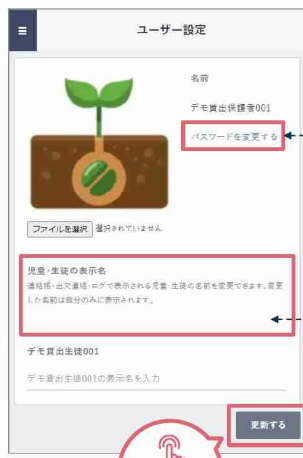 ユーザー設定
名前
デモ貸出保護者001
パスワードを変更する
ファイルを選択 選択されていません
児童・生徒の表示名
連絡帳・出欠連絡・ログで表示される児童・生徒の名前を変更できます。変更
した名前は自分のみに表示されます。
デモ貸出生徒001
デモ貸出生徒001の表示名を入力
更新する